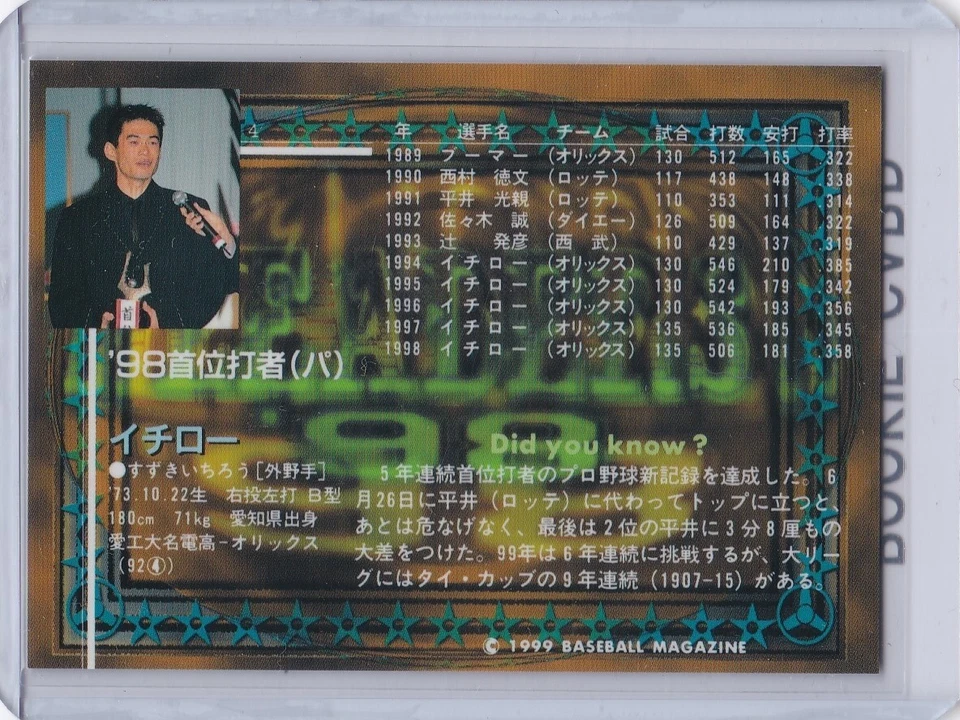 4
年 選手名 チーム 試合 打数 安打 打率
1989 ブーマー (オリックス) 130 512 165 322
1990 西村 徳文 (ロッテ) 117 438 148 338
1991 平井 光親 (ロッテ) 110 353 111 314
1992 佐々木 誠 (ダイエー) 126 509 164 322
1993 辻 発彦 (西 武) 110 429 137 319
1994 イチロー (オリックス) 130 546 210 385
1995 イチロー (オリックス) 130 524 179 342
1996 イチロー (オリックス) 130 542 193 356
1997 イチロー (オリックス) 135 536 185 345
1998 イチロー (オリックス) 135 506 181 358
首
'98首位打者(パ)
LEADERS
98
イチロー
●すずきいちろう[外野手]
'73.10.22生 右投左打 B型
180cm 71kg 愛知県出身
愛工大名電高-オリックス
(92④)
Did you know?
5年連続首位打者のプロ野球新記録を達成した。6
月26日に平井(ロッテ)に代わってトップに立つと、
あとは危なげなく、最後は2位の平井に3分8厘もの
大差をつけた。99年は6年連続に挑戦するが、大リー
グにはタイ・カップの9年連続(1907-15)がある。
© 1999 BASEBALL MAGAZINE